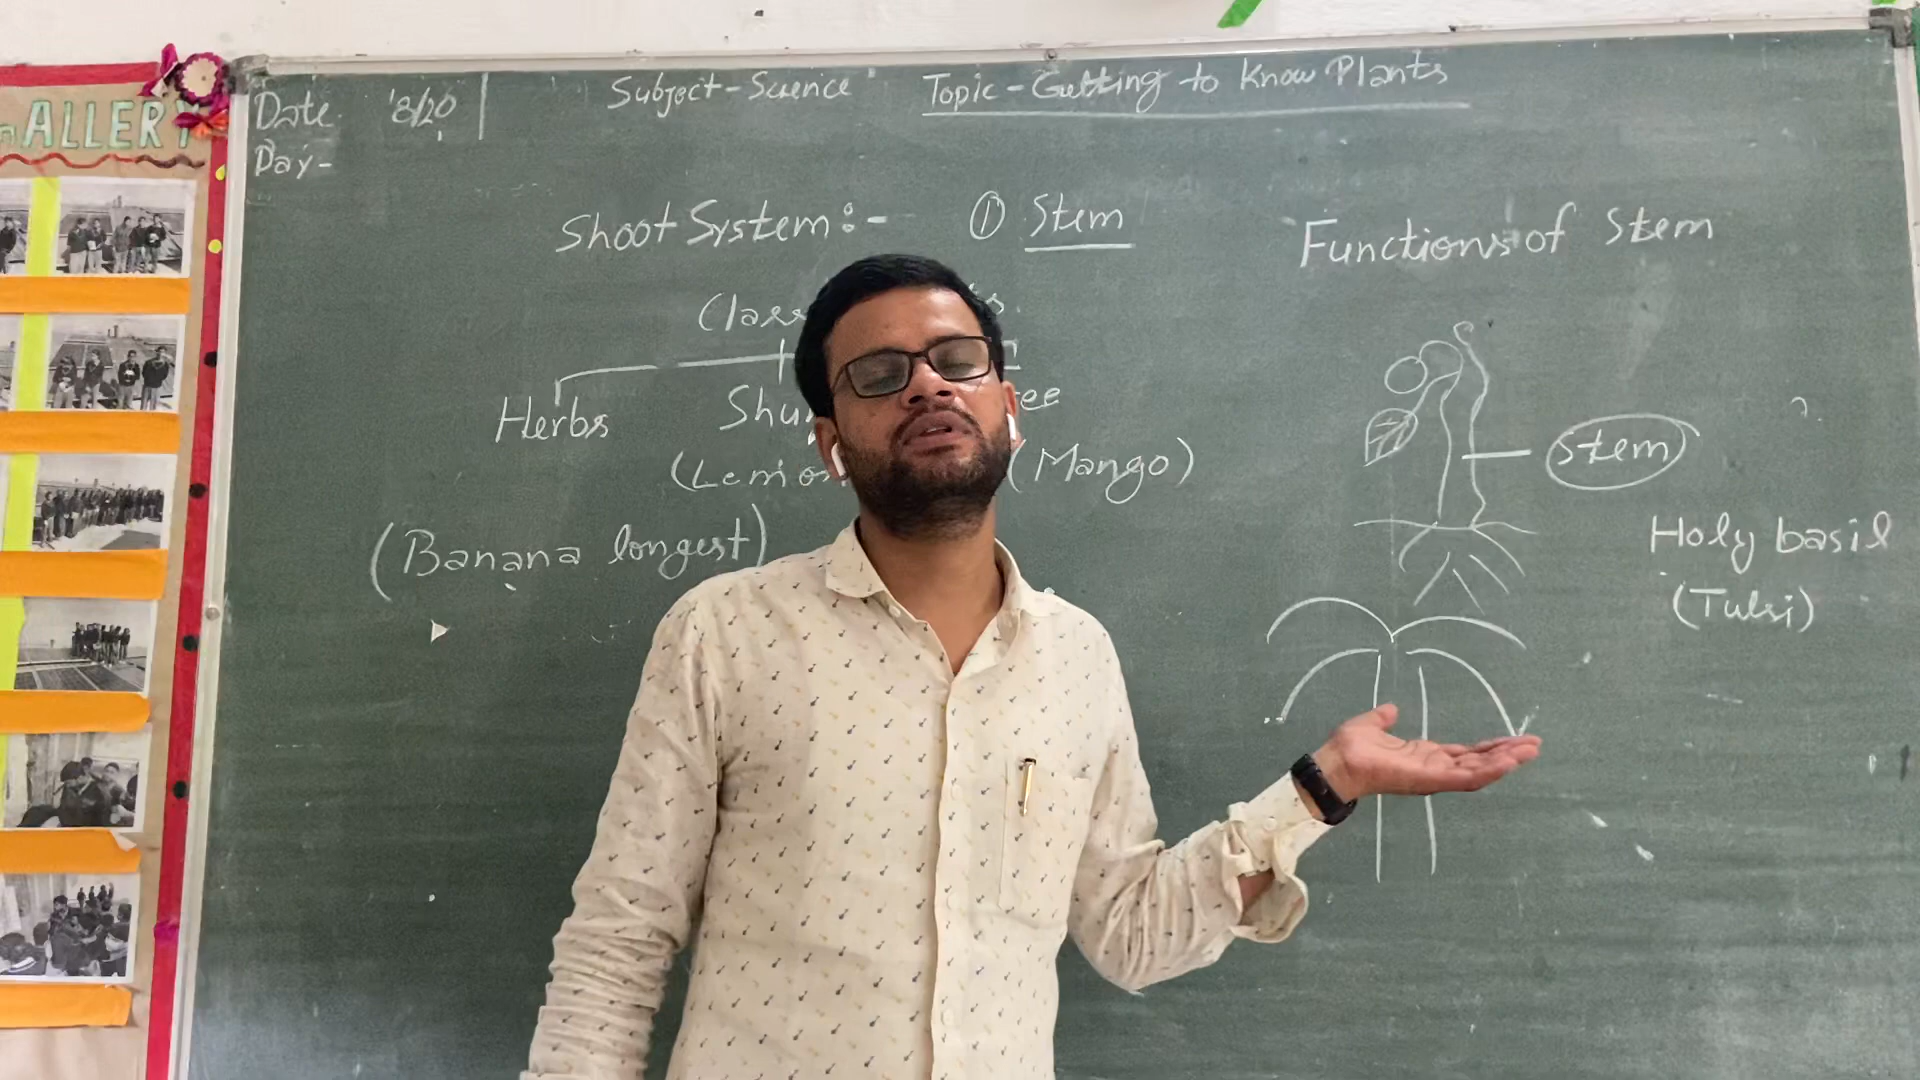 ALLERY
Date 8/20
Day-
Subject-Science Topic-Getting to Know Plants
Shoot System:- ① Stem
Functions of Stem
Herbs
(Mango)
(Banana longest)
Stem
Holy basil
(Tulsi)